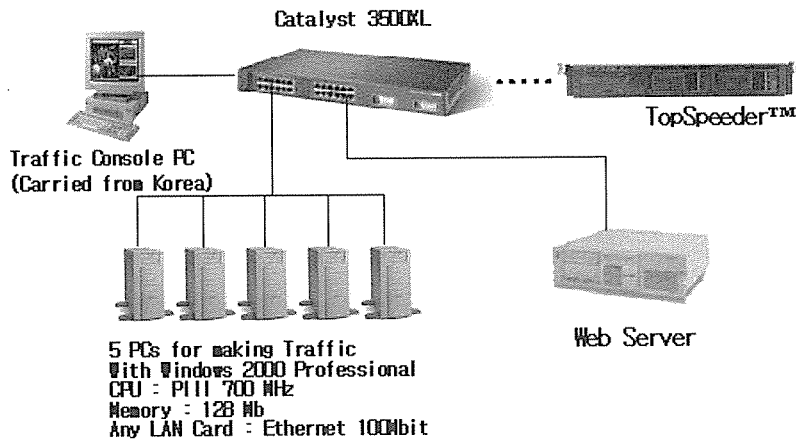 Catalyst 3500XL
TopSpeeder™
Traffic Console PC
(Carried from Korea)
Web Server
5 PCs for making Traffic
With Windows 2000 Professional
CPU : PIII 700 MHz
Memory : 128 Mb
Any LAN Card : Ethernet 100Mbit